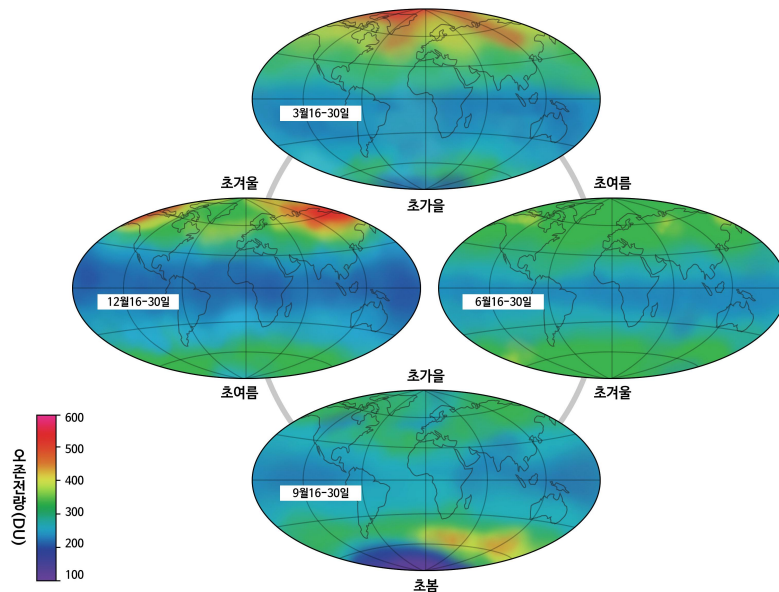 3월16-30일
초겨울
초가을
초여름
12월16-30일
6월16-30일
초여름
초가을
초겨울
9월16-30일
초봄
오존전량(DU)
600
500
400
300
200
100